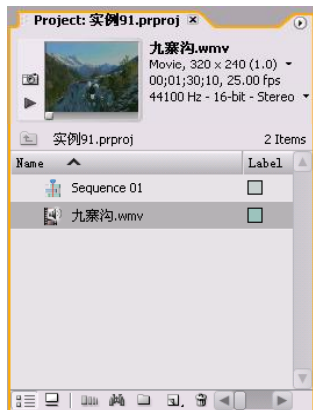 Project: 实例91.prproj
九寨沟.wmv
Movie, 320 x 240 (1.0)
00;01;30;10, 25.00 fps
44100 Hz - 16-bit - Stereo
实例91.prproj 2 Items
Name Label
Sequence 01
九寨沟.wmv